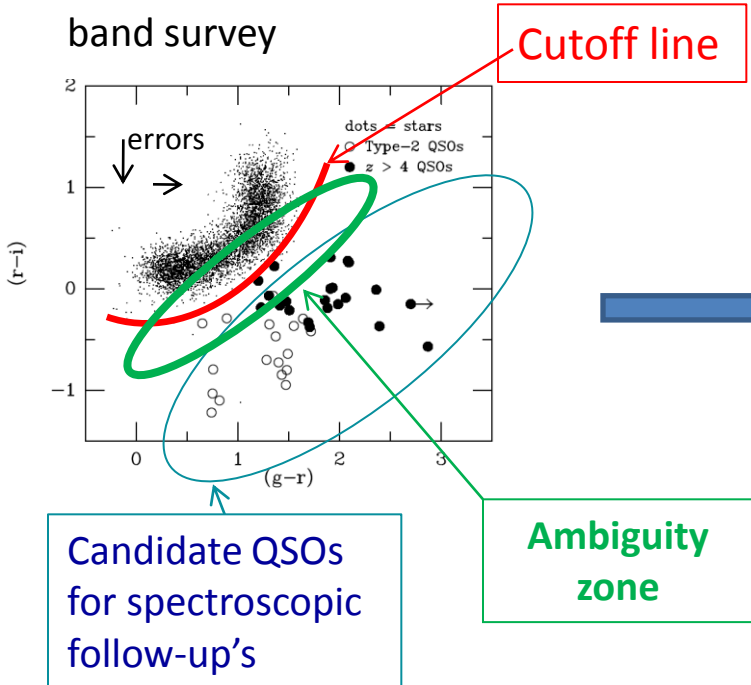 band survey
Cutoff line
errors
dots = stars
Type-2 QSOs
z > 4 QSOs
2
1
0
−1
(r−i)
0
1
2
3
(g−r)
Candidate QSOs
for spectroscopic
follow-up's
Ambiguity
zone